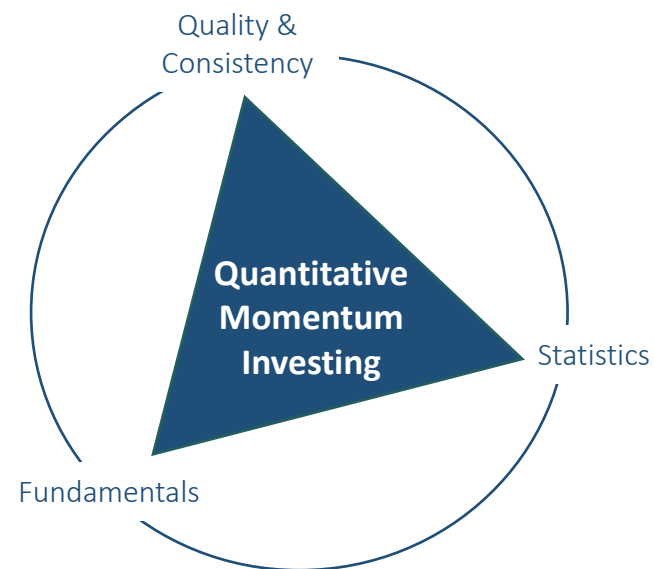 Quality &
Consistency
Quantitative
Momentum
Investing
Statistics
Fundamentals